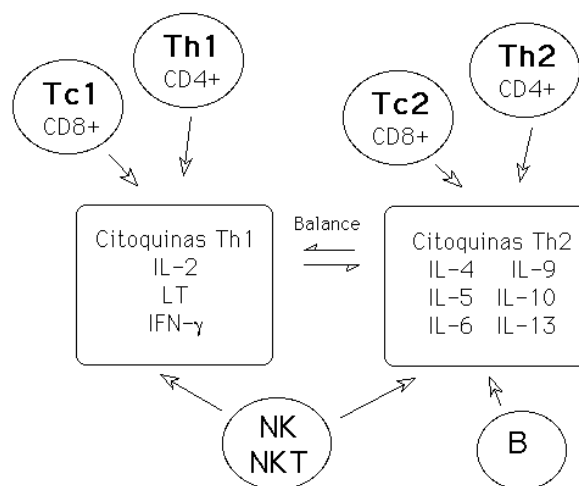 Th1
CD4+
Tc1
CD8+
Th2
CD4+
Tc2
CD8+
Citoquinas Th1
IL-2
LT
IFN-γ
Balance
Citoquinas Th2
IL-4 IL-9
IL-5 IL-10
IL-6 IL-13
NK
NKT
B